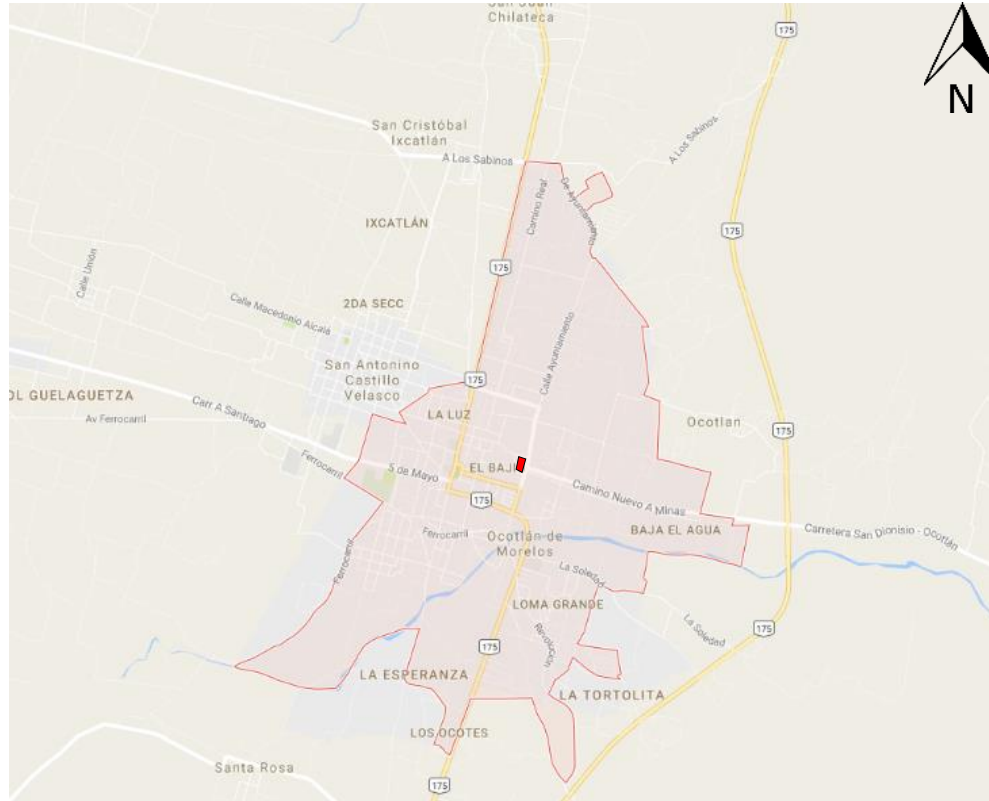 San Juan
Chilateca
175
N
San Cristóbal
Ixcatlán
A Los Sabinos
A Los Sabinos
Camino Real
De Ayuntamiento
IXCATLÁN
175
175
Calle Unión
2DA SECC
Calle Macedonio Alcalá
Calle Ayuntamiento
San Antonino
Castillo
Velasco
175
OL GUELAGUETZA
Av Ferrocarril
Carr A Santiago
LA LUZ
Ocotlan
175
Ferrocarril
5 de Mayo
EL BAJI
175
Camino Nuevo A Minas
BAJA EL AGUA
Carretera San Dionisio - Ocotlán
Ferrocarril
Ferrocarril
Ocotlán de
Morelos
La Soledad
LOMA GRANDE
La Soledad
175
Revolución
175
LA ESPERANZA
LA TORTOLITA
LOS OCOTES
Santa Rosa
175